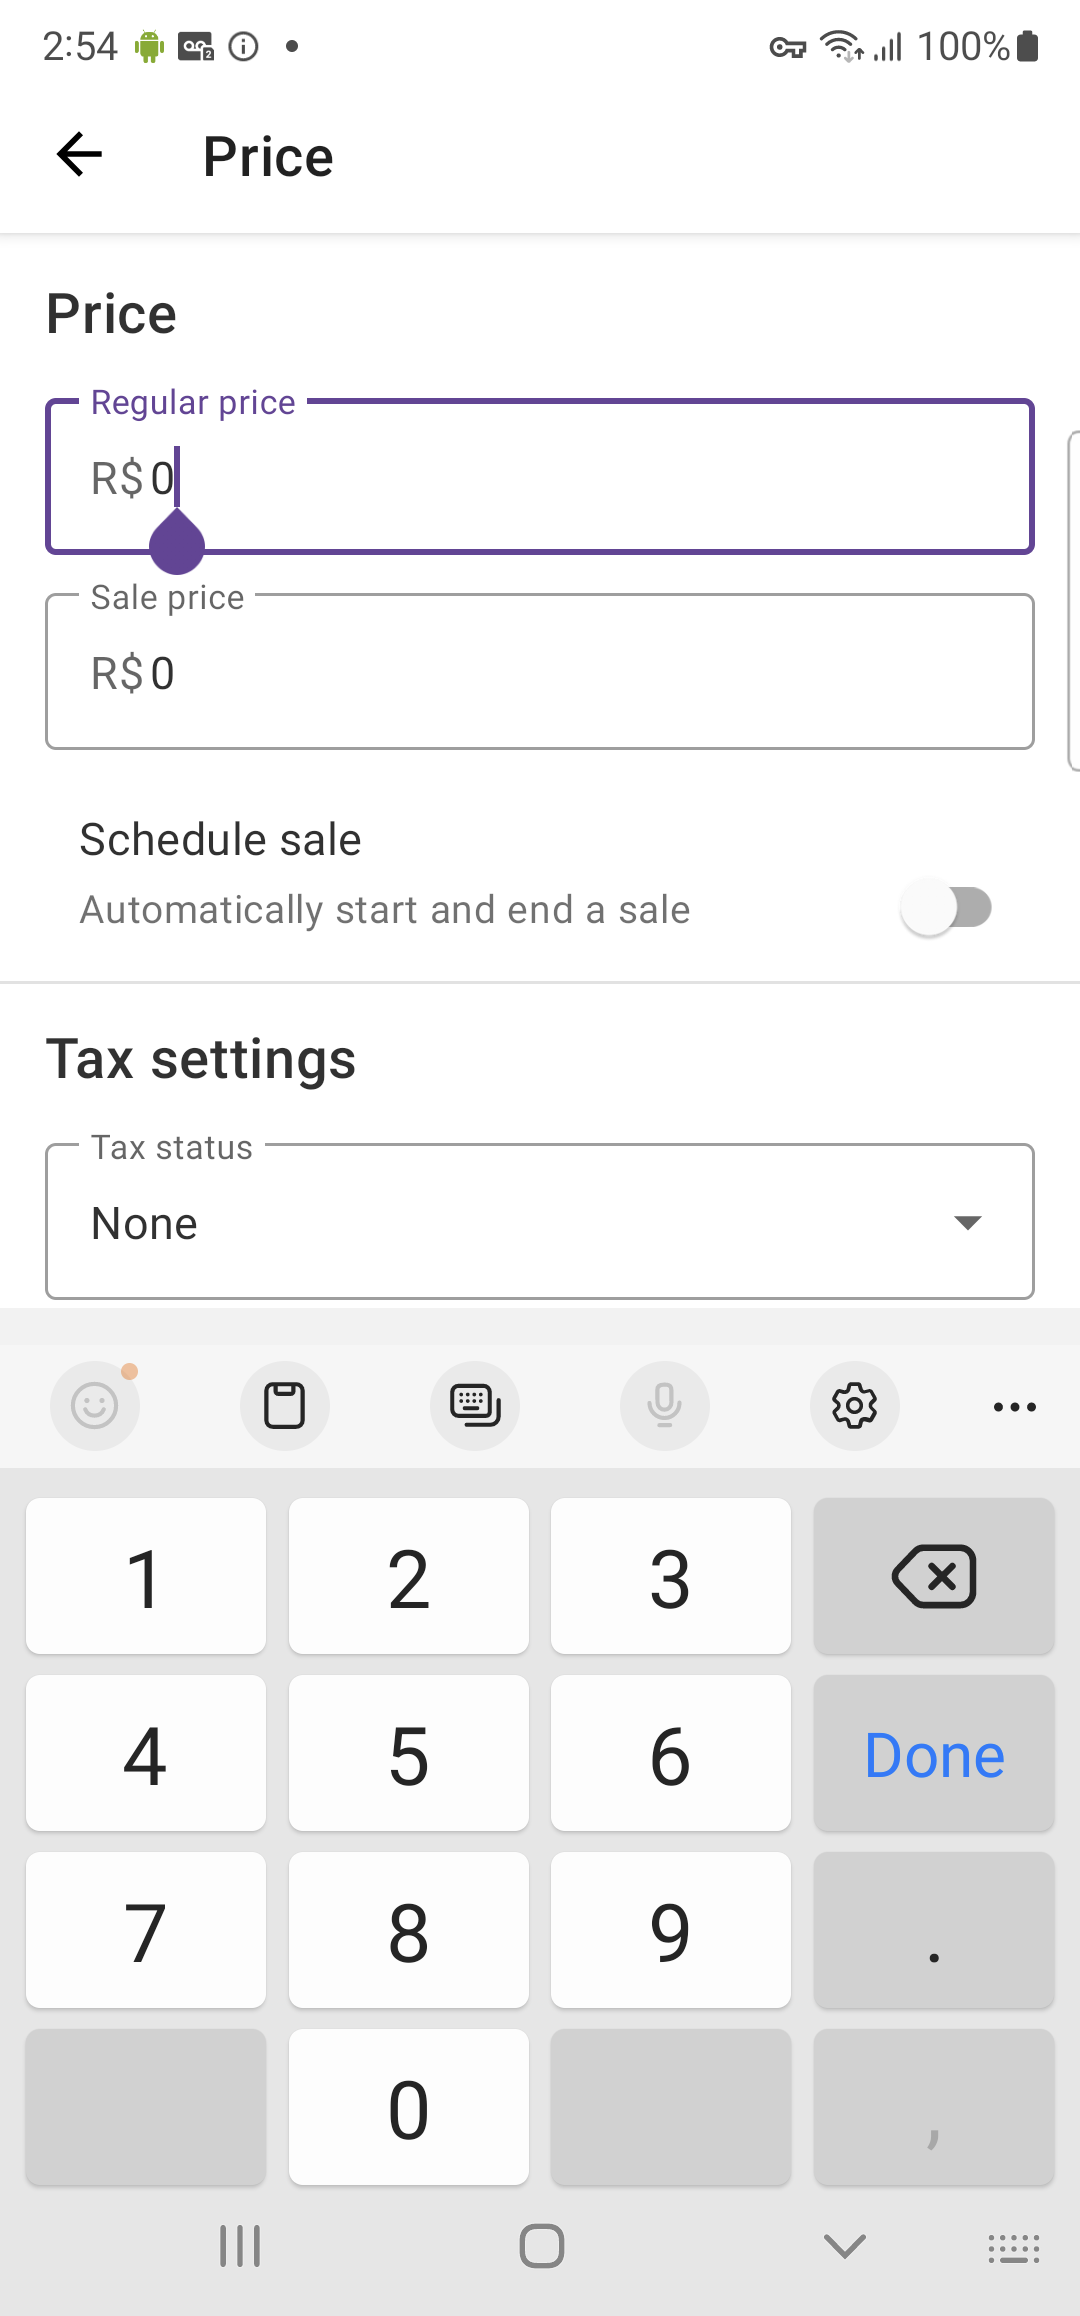 2:54 100%
Price
Price
Regular price
R$ 0
Sale price
R$ 0
Schedule sale
Automatically start and end a sale
Tax settings
Tax status
None
1 2 3
4 5 6 Done
7 8 9 .
0 ,